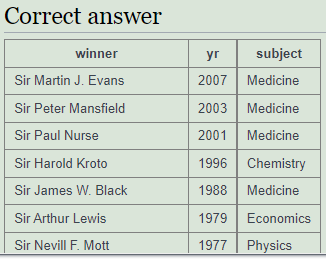 Correct answer
winner yr subject
Sir Martin J. Evans 2007 Medicine
Sir Peter Mansfield 2003 Medicine
Sir Paul Nurse 2001 Medicine
Sir Harold Kroto 1996 Chemistry
Sir James W. Black 1988 Medicine
Sir Arthur Lewis 1979 Economics
Sir Nevill F. Mott 1977 Physics